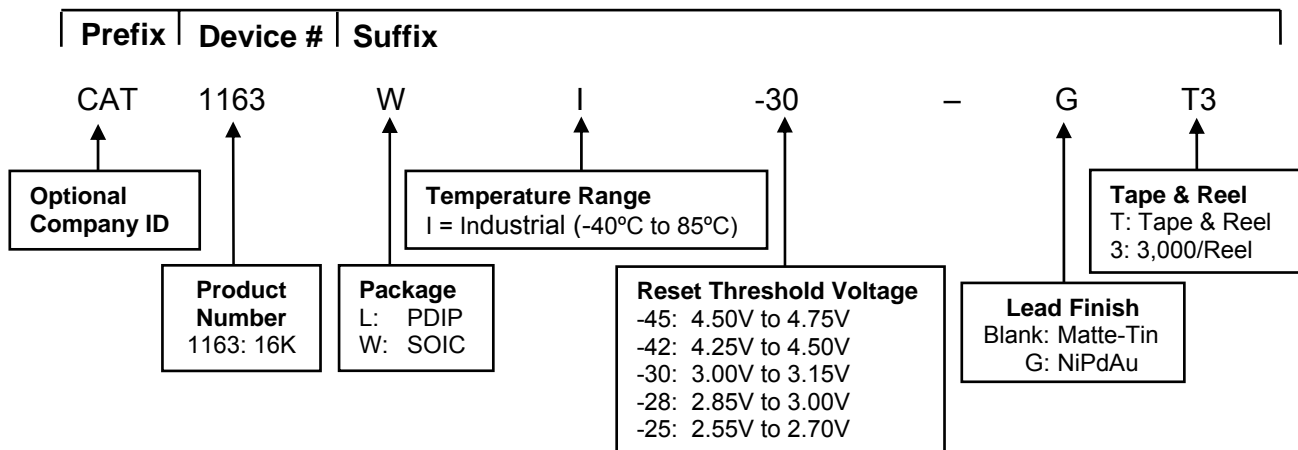 Prefix Device # Suffix
CAT 1163 W I -30 – G T3
Optional
Company ID
Product
Number
1163: 16K
Package
L: PDIP
W: SOIC
Temperature Range
I = Industrial (-40ºC to 85ºC)
Reset Threshold Voltage
-45: 4.50V to 4.75V
-42: 4.25V to 4.50V
-30: 3.00V to 3.15V
-28: 2.85V to 3.00V
-25: 2.55V to 2.70V
Lead Finish
Blank: Matte-Tin
G: NiPdAu
Tape & Reel
T: Tape & Reel
3: 3,000/Reel